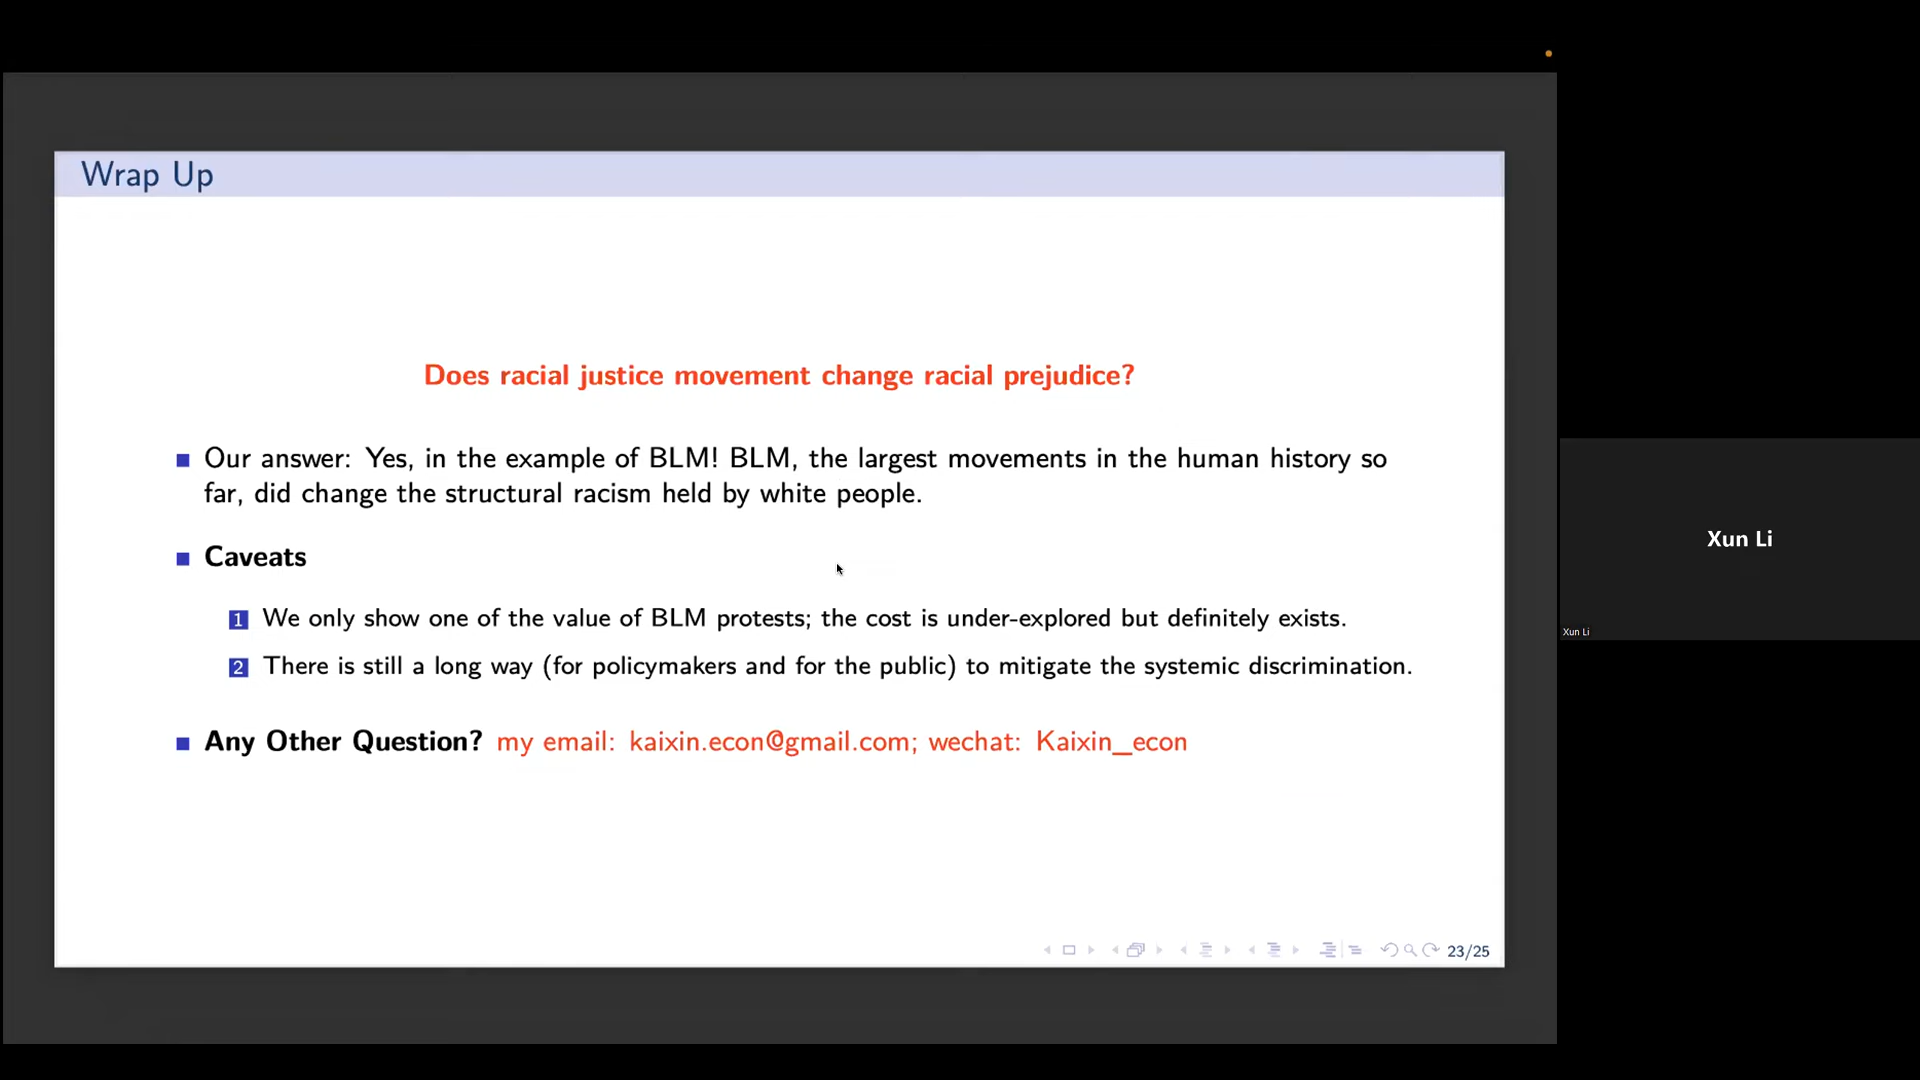 Wrap Up
Does racial justice movement change racial prejudice?
Our answer: Yes, in the example of BLM! BLM, the largest movements in the human history so
far, did change the structural racism held by white people.
Caveats
1 We only show one of the value of BLM protests; the cost is under-explored but definitely exists.
2 There is still a long way (for policymakers and for the public) to mitigate the systemic discrimination.
Any Other Question? my email: kaixin.econ@gmail.com; wechat: Kaixin_econ
23/25
Xun Li
Xun Li